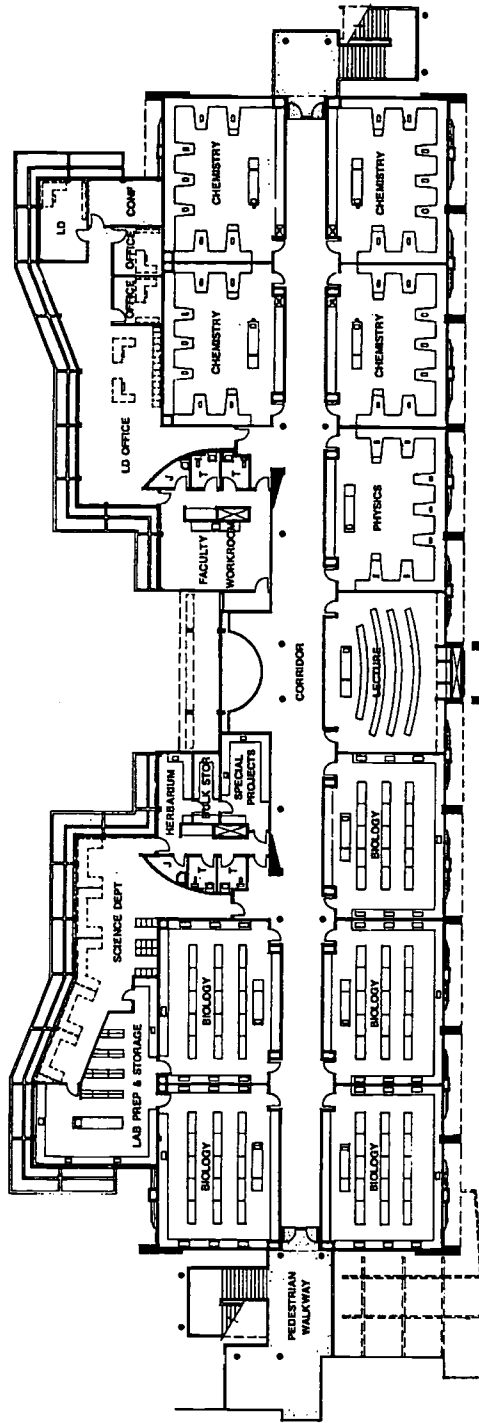 LD
SCIENCE DEPT
LD OFFICE
OFFICE
OFFICE
CONF
LAB PREP & STORAGE
J
HERBARIUM
J
T
T
BULK STOR
T
T
FACULTY
WORKROOM
BIOLOGY
BIOLOGY
SPECIAL
PROJECTS
CHEMISTRY
CHEMISTRY
PEDESTRIAN
WALKWAY
CORRIDOR
BIOLOGY
BIOLOGY
BIOLOGY
LECTURE
PHYSICS
CHEMISTRY
CHEMISTRY